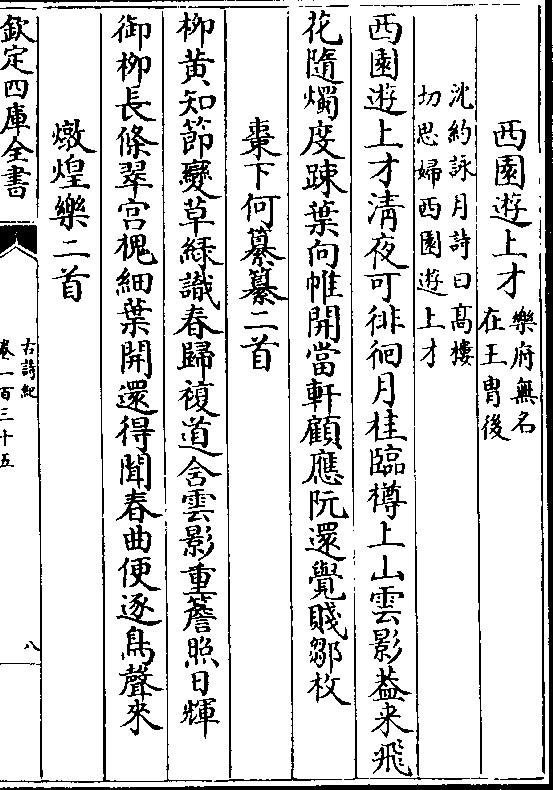 西園遊上才 樂府無名
在王胄後
沈約詠月詩曰髙樓
切思婦西園遊上才
西園遊上才清夜可徘徊月桂臨樽上山雲影葢来飛
花隨燭度踈葉向帷開當軒顧應阮還覺賤鄒枚
棗下何纂纂二首
柳黄知節變草緑識春歸複道含雲影重簷照日輝
御柳長條翠宫槐細葉開還得聞春曲便逐鳥聲來
燉煌樂二首
欽定四庫全書
古詩紀
卷一百三十五
八